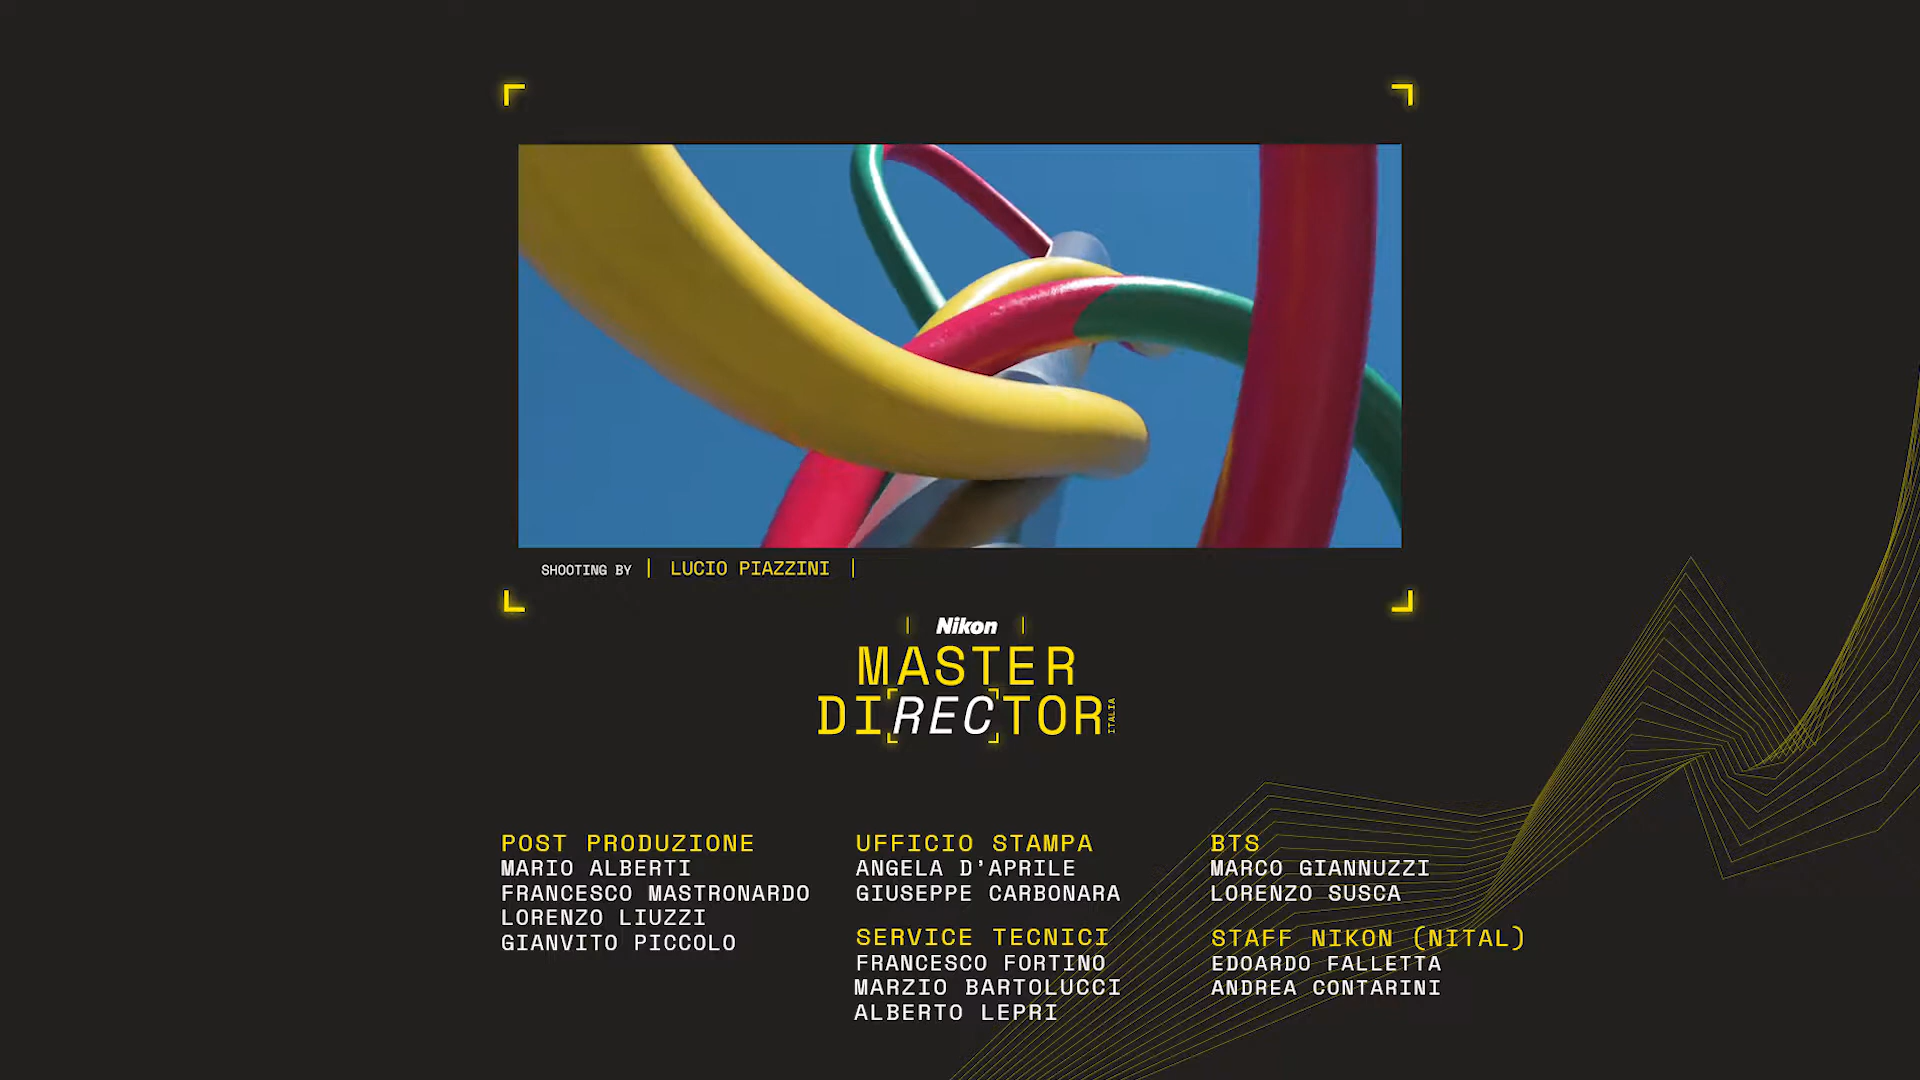 SHOOTING BY | LUCIO PIAZZINI |
| Nikon |
MASTER
DIRECTOR
ITALIA
POST PRODUZIONE
MARIO ALBERTI
FRANCESCO MASTRONARDO
LORENZO LIUZZI
GIANVITO PICCOLO
UFFICIO STAMPA
ANGELA D'APRILE
GIUSEPPE CARBONARA
SERVICE TECNICI
FRANCESCO FORTINO
MARZIO BARTOLUCCI
ALBERTO LEPRI
BTS
MARCO GIANNUZZI
LORENZO SUSCA
STAFF NIKON (NITAL)
EDOARDO FALLETTA
ANDREA CONTARINI